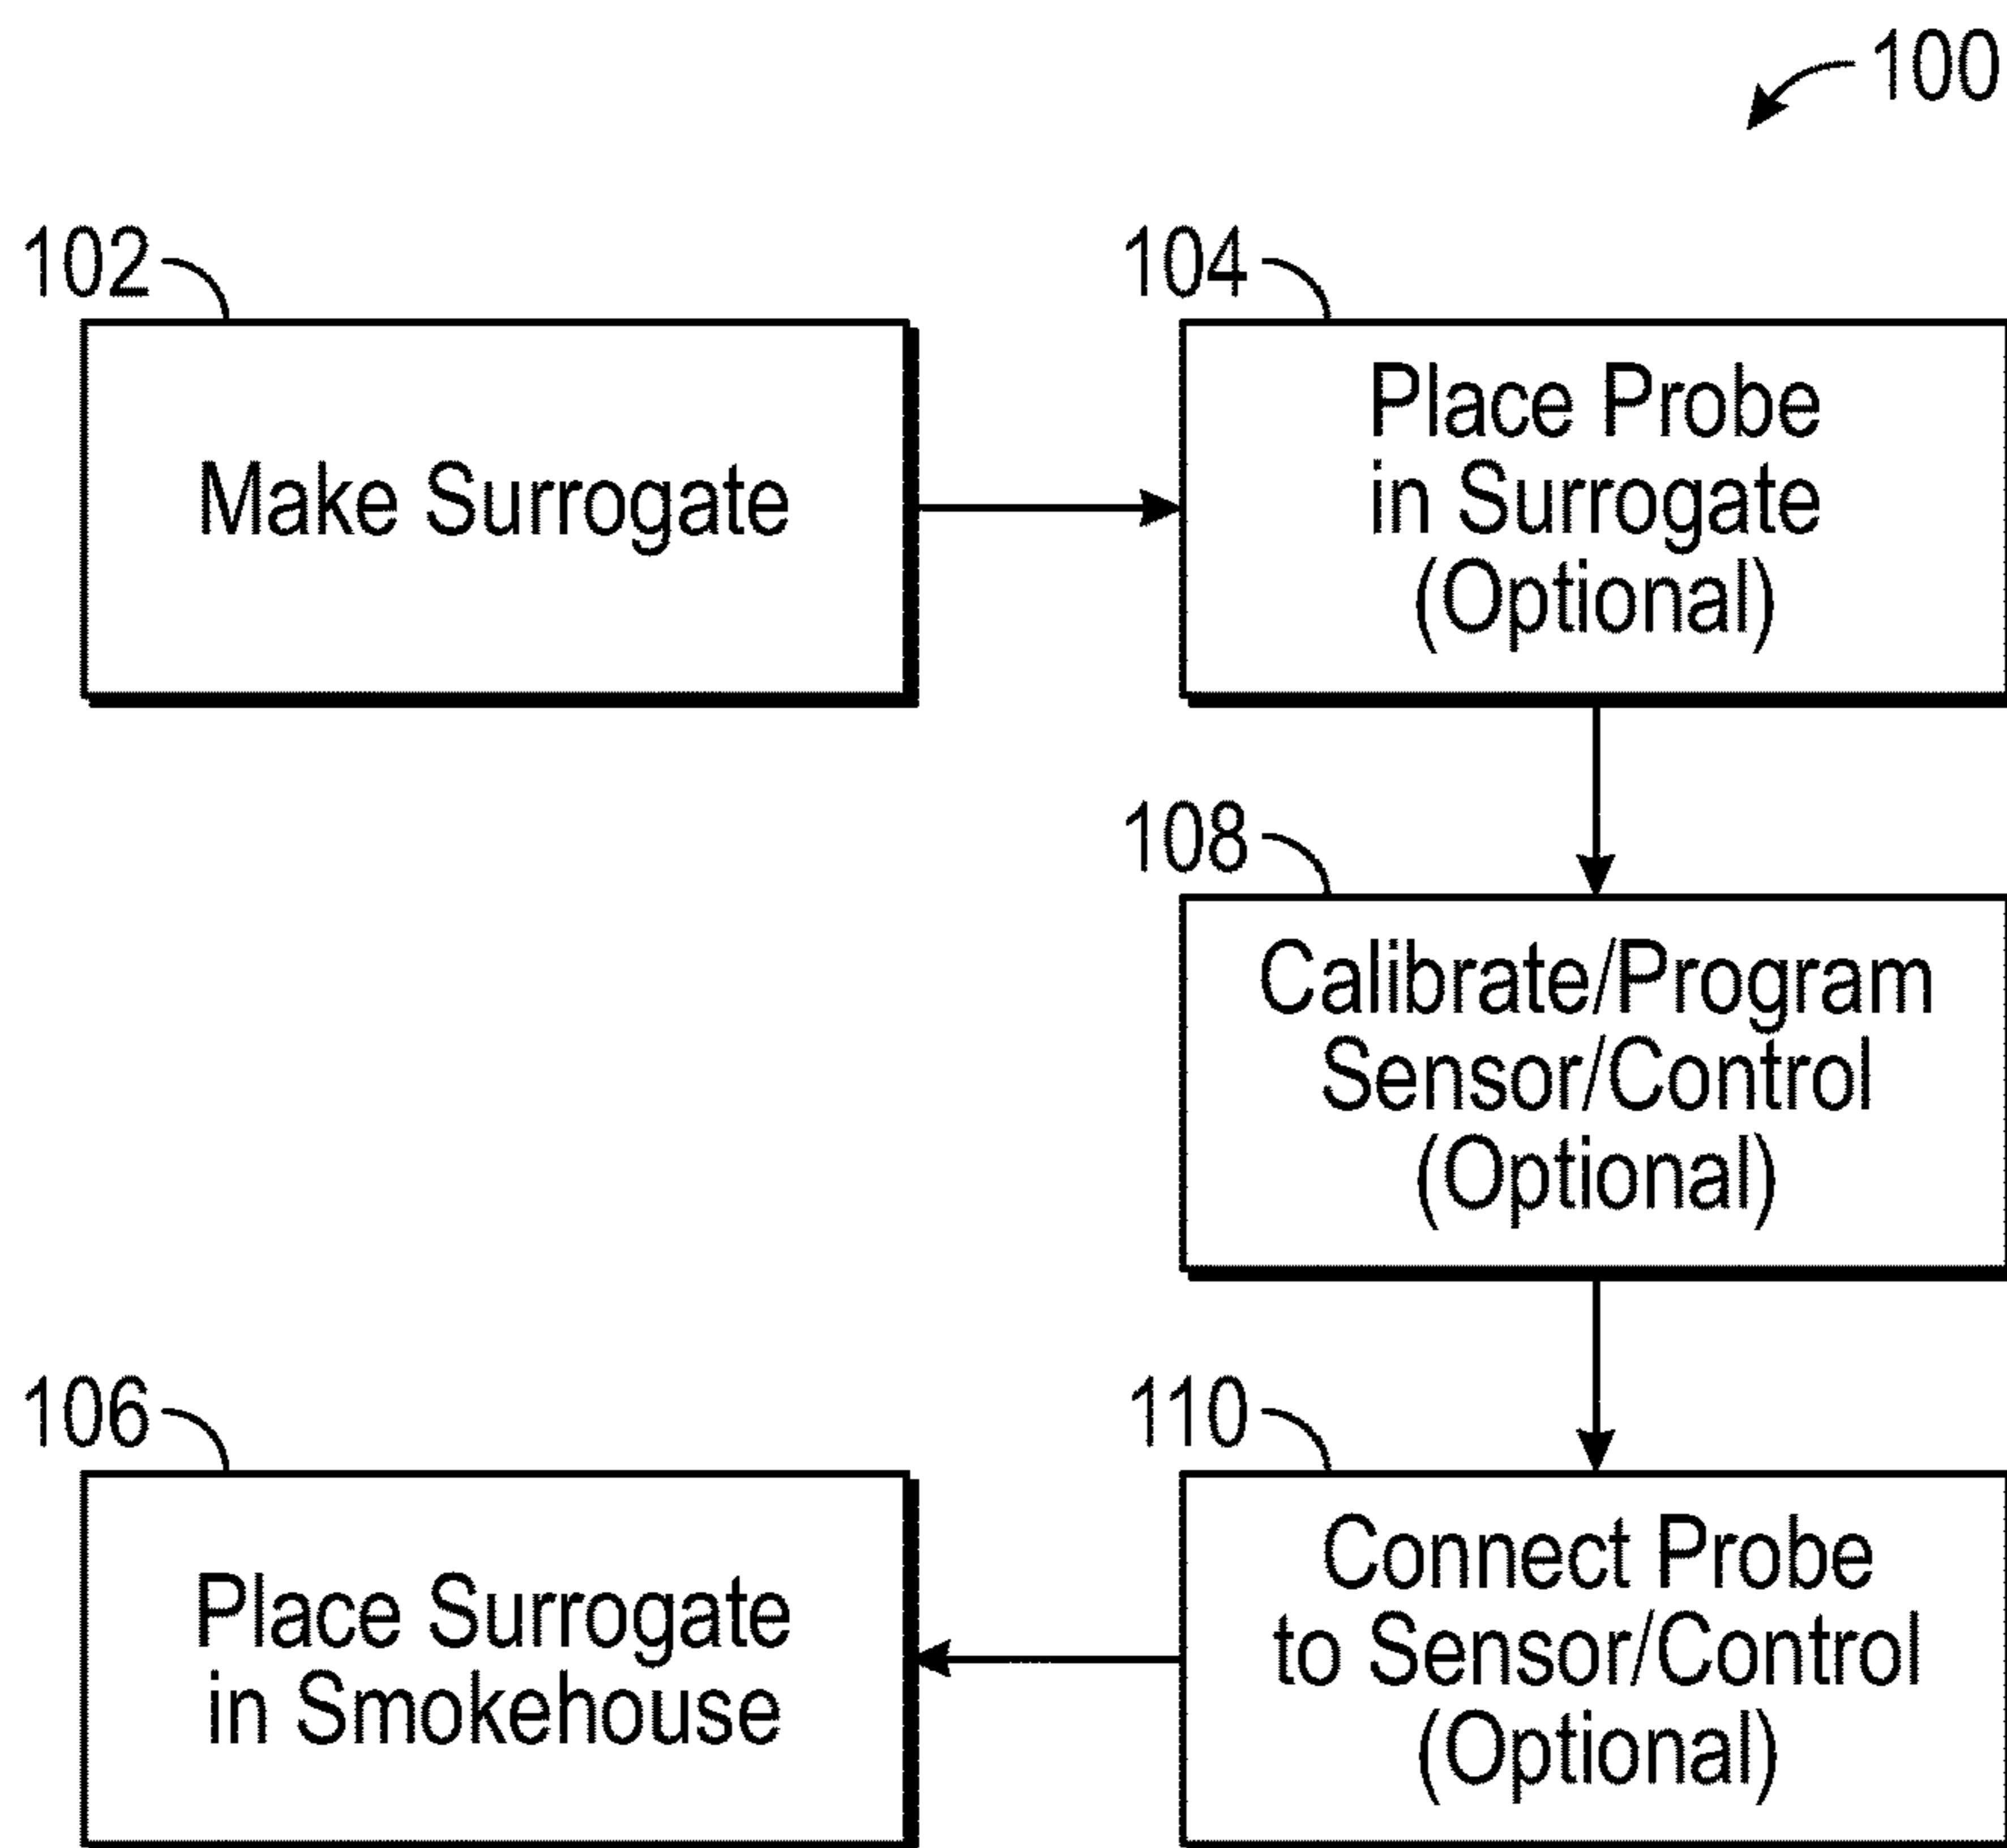 100
102
Make Surrogate
104
Place Probe
in Surrogate
(Optional)
108
Calibrate/Program
Sensor/Control
(Optional)
110
Connect Probe
to Sensor/Control
(Optional)
106
Place Surrogate
in Smokehouse